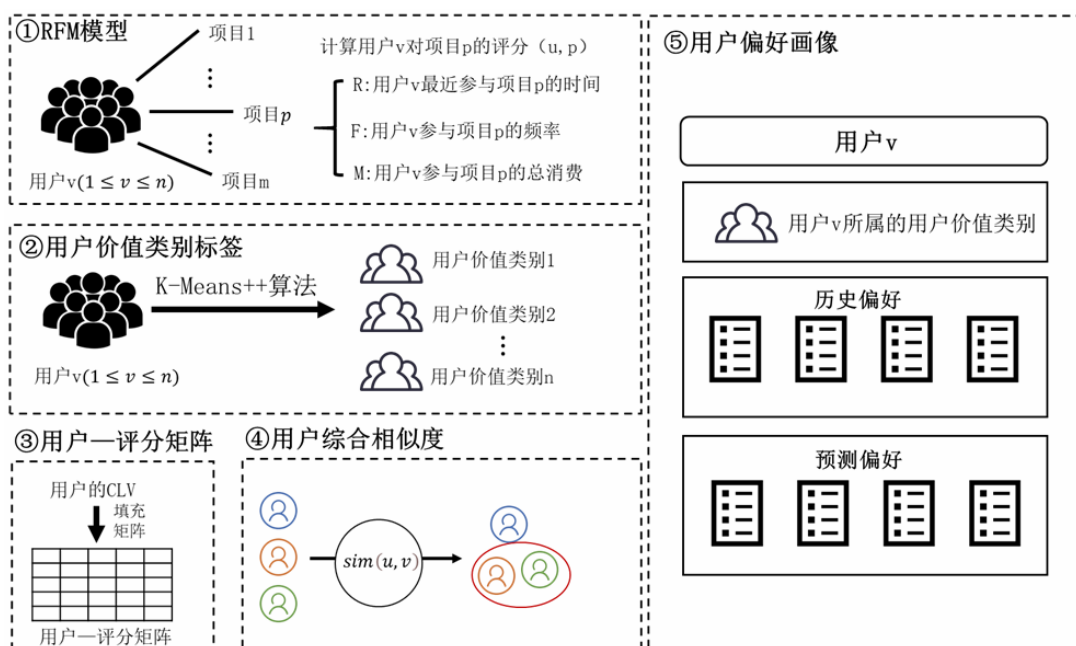 ①RFM模型
项目1
⋮
项目p
⋮
项目m
用户v(1 ≤ v ≤ n)
计算用户v对项目p的评分（u,p）
R:用户v最近参与项目p的时间
F:用户v参与项目p的频率
M:用户v参与项目p的总消费
②用户价值类别标签
K-Means++算法
用户v(1 ≤ v ≤ n)
用户价值类别1
用户价值类别2
⋮
用户价值类别n
③用户—评分矩阵
用户的CLV
填充
矩阵
用户—评分矩阵
④用户综合相似度
sim(u,v)
⑤用户偏好画像
用户v
用户v所属的用户价值类别
历史偏好
预测偏好